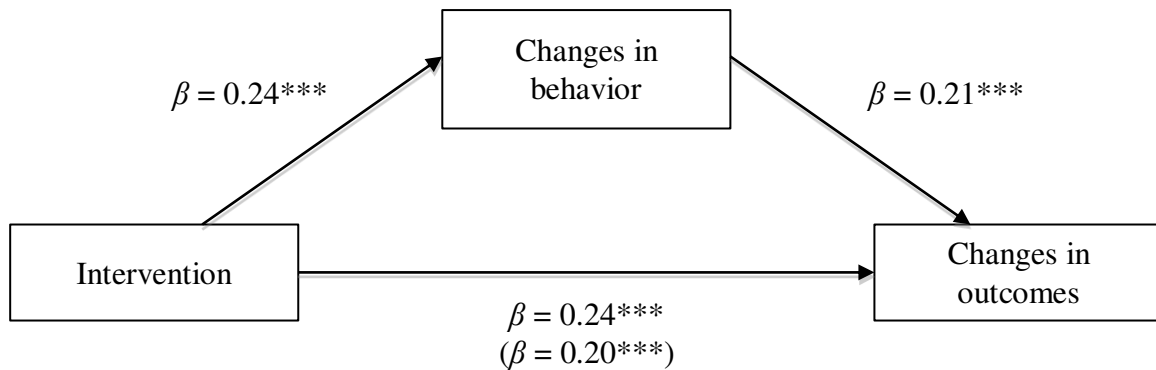 Changes in
behavior
β = 0.24***
β = 0.21***
Intervention
Changes in
outcomes
β = 0.24***
(β = 0.20***)